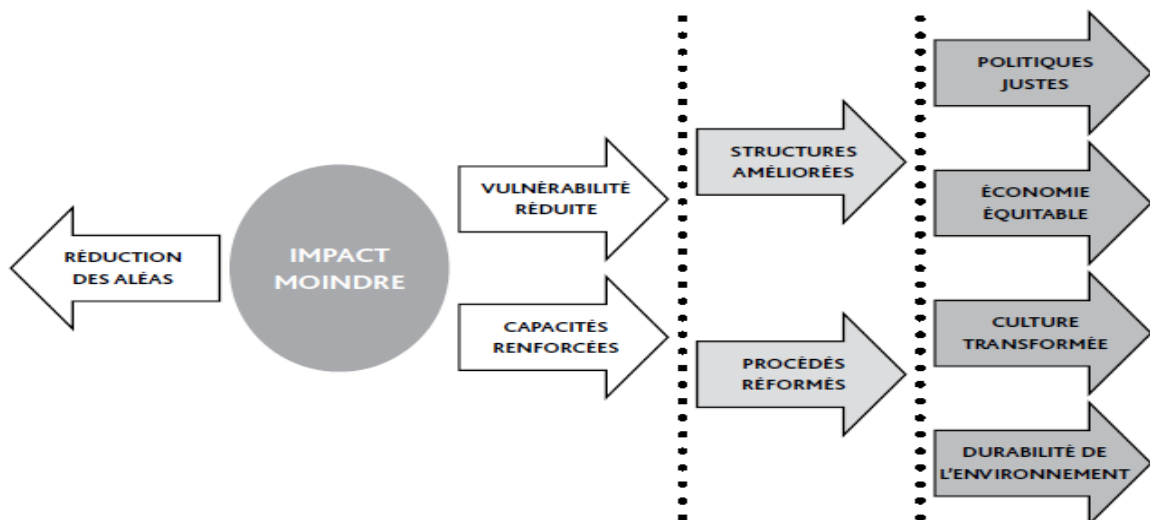 RÉDUCTION
DES ALÉAS
IMPACT
MOINDRE
VULNÉRABILITÉ
RÉDUITE
CAPACITÉS
RENFORCÉES
STRUCTURES
AMÉLIORÉES
PROCÉDÉS
RÉFORMÉS
POLITIQUES
JUSTES
ÉCONOMIE
ÉQUITABLE
CULTURE
TRANSFORMÉE
DURABILITÉ DE
L'ENVIRONNEMENT